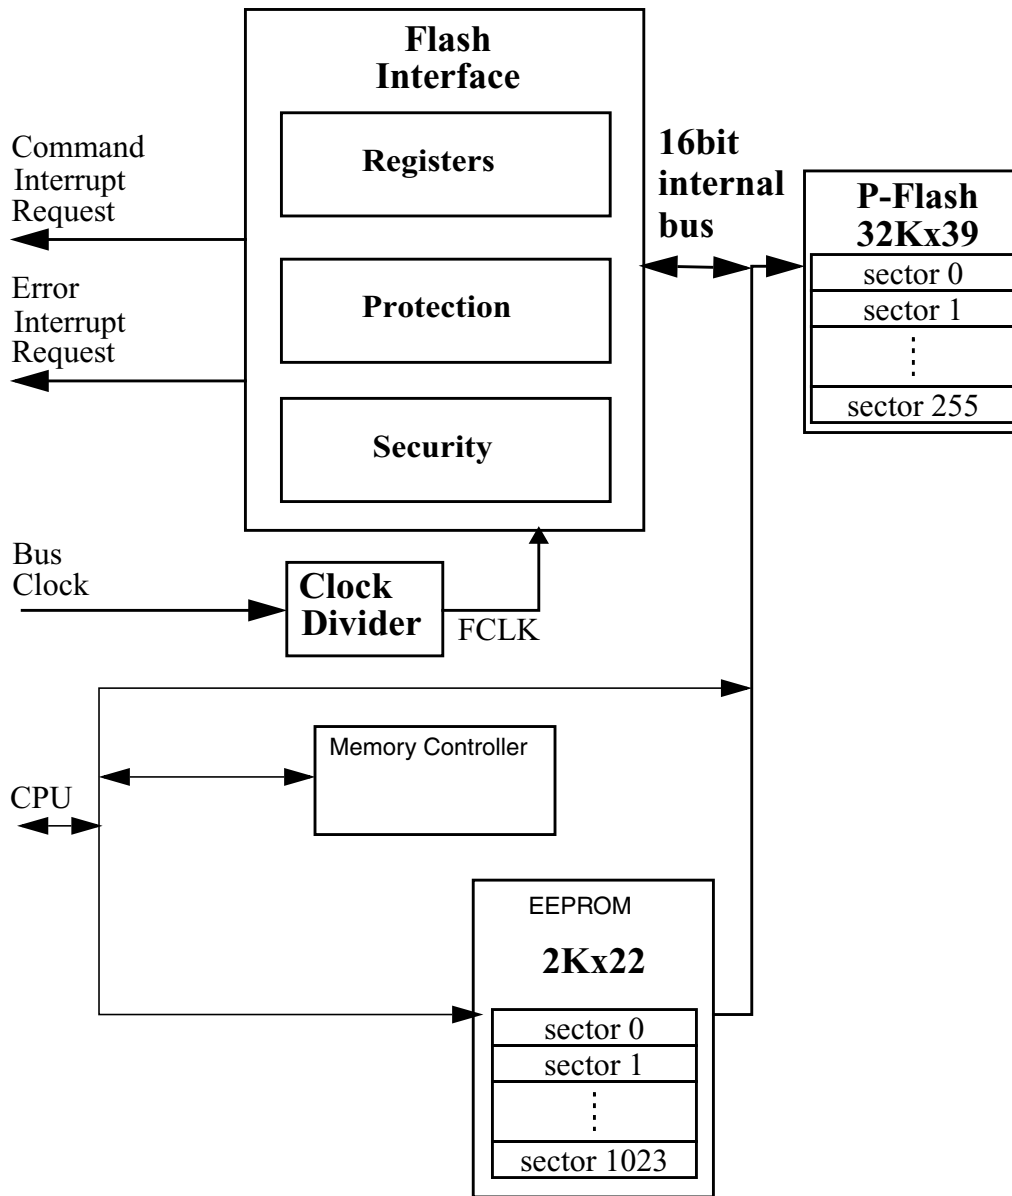 Flash
Interface
Registers
Protection
Security
Command
Interrupt
Request
Error
Interrupt
Request
16bit
internal
bus
P-Flash
32Kx39
sector 0
sector 1
sector 255
Bus
Clock
Clock
Divider
FCLK
Memory Controller
CPU
EEPROM
2Kx22
sector 0
sector 1
sector 1023